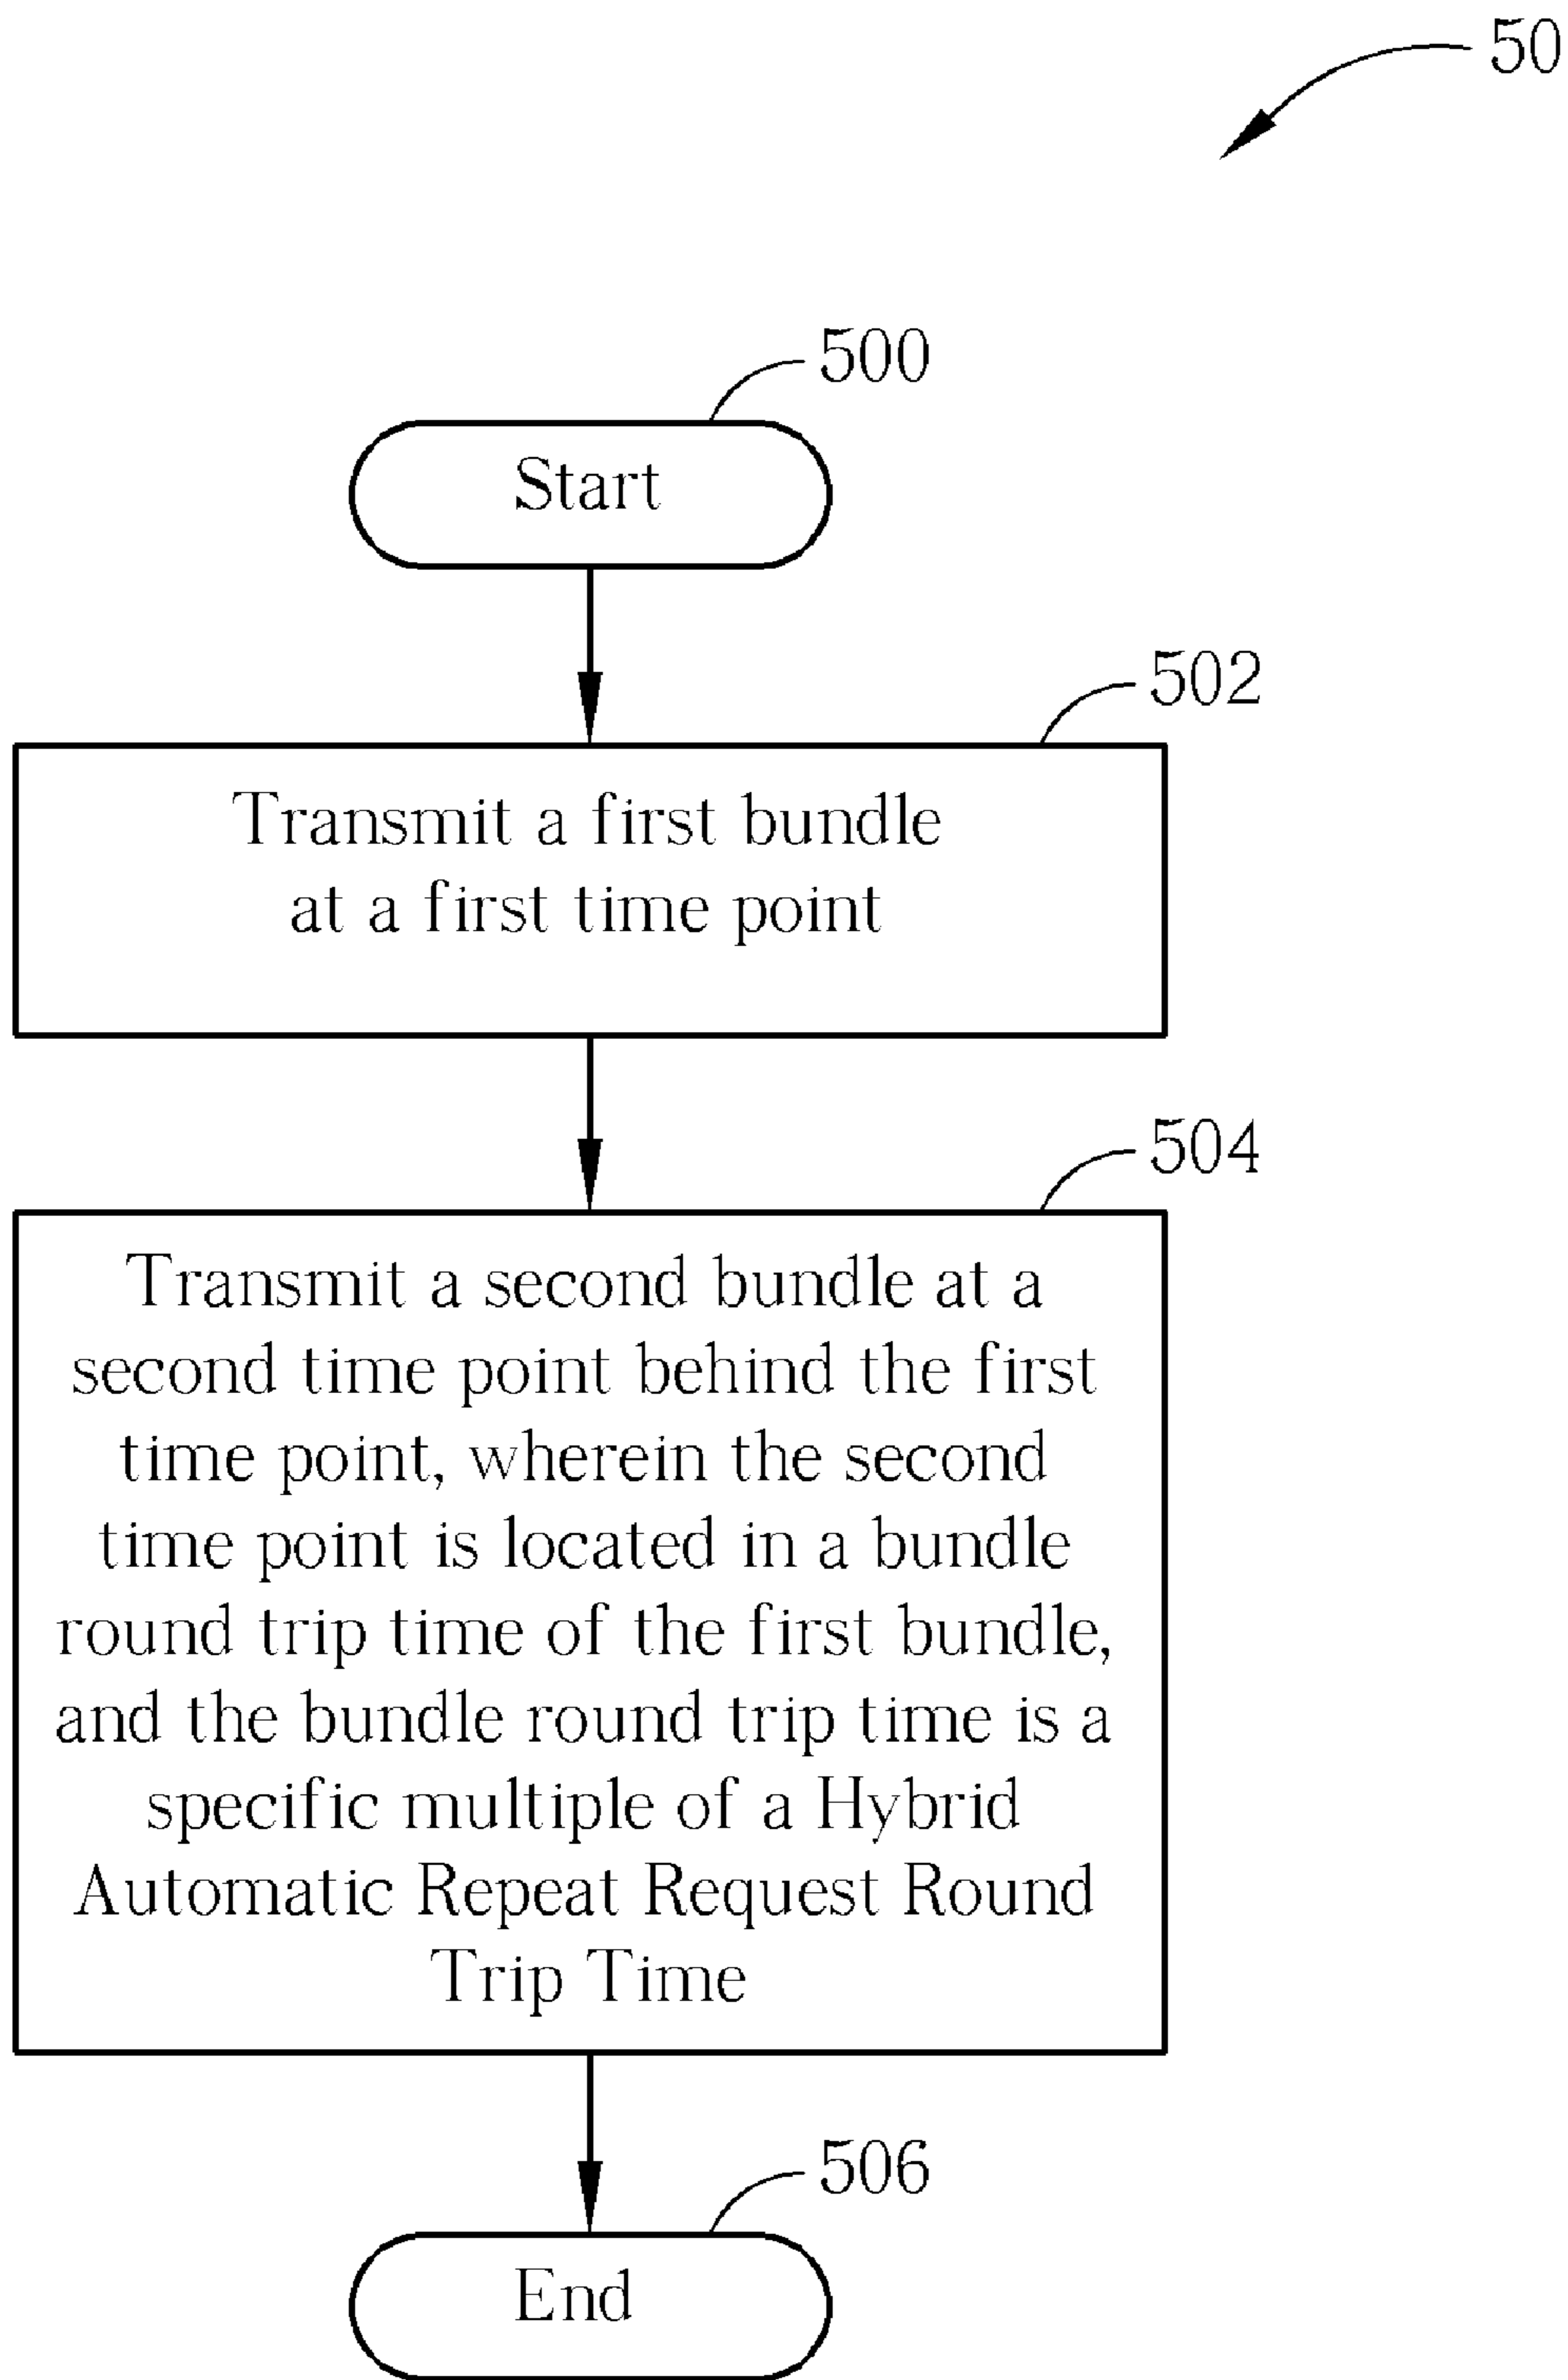 50
500
Start
502
Transmit a first bundle
at a first time point
504
Transmit a second bundle at a
second time point behind the first
time point, wherein the second
time point is located in a bundle
round trip time of the first bundle,
and the bundle round trip time is a
specific multiple of a Hybrid
Automatic Repeat Request Round
Trip Time
506
End